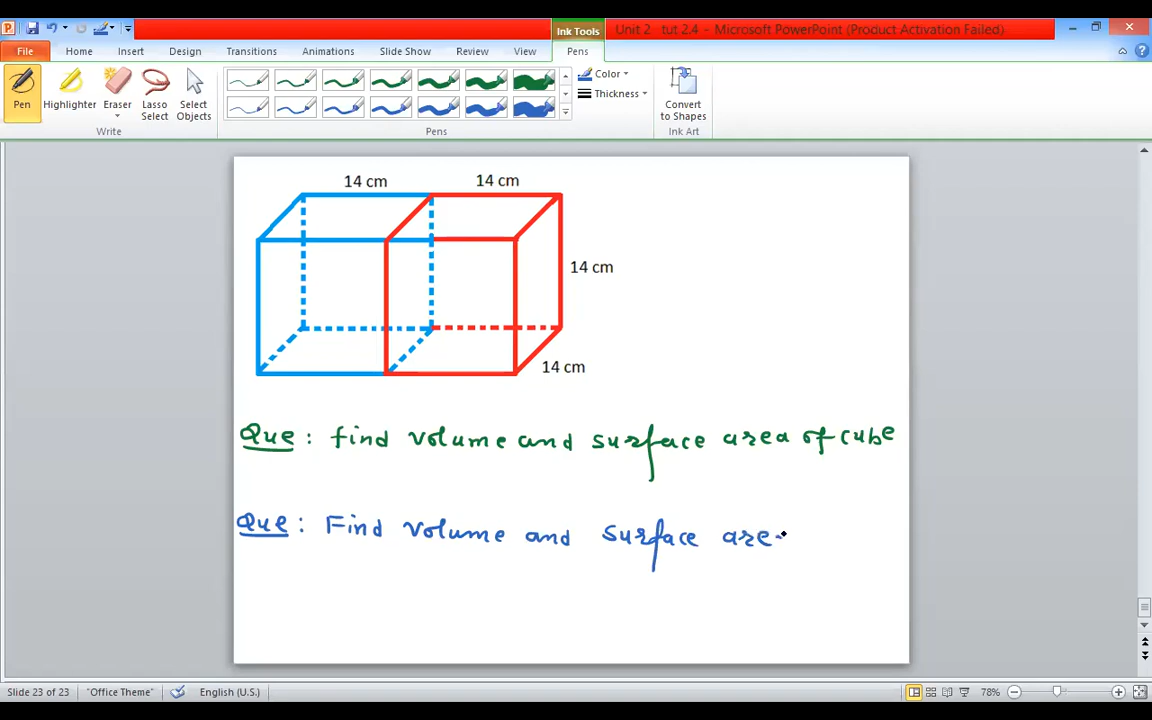 Unit 2 - tut 2.4 - Microsoft PowerPoint (Product Activation Failed)
Ink Tools
File Home Insert Design Transitions Animations Slide Show Review View Pens
Pen Highlighter Eraser Lasso Select Select Objects
Color
Thickness
Convert to Shapes
Write Pens Ink Art
14 cm 14 cm
14 cm
14 cm
Que : find volume and surface area of cube
Que : Find volume and surface are
Slide 23 of 23 "Office Theme" English (U.S.) 78%